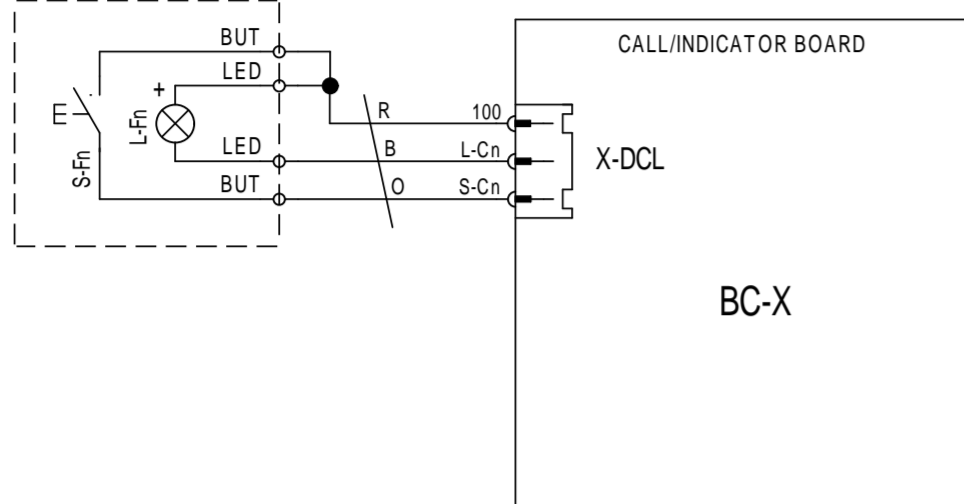 BUT
CALL/INDICATOR BOARD
LED
+
R
100
L-Fn
S-Fn
LED
B
L-Cn
X-DCL
BUT
O
S-Cn
BC-X